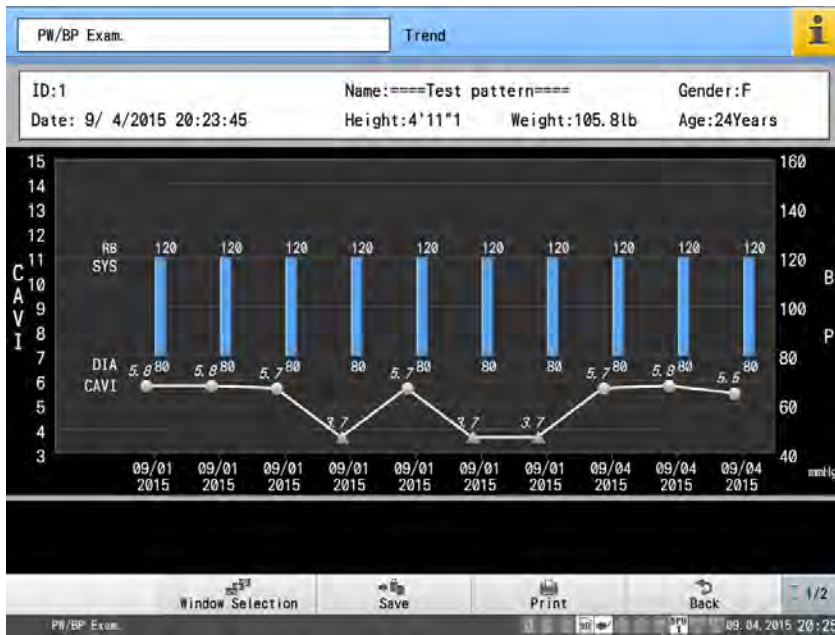 PW/BP Exam. Trend
ID:1 Name:====Test pattern==== Gender:F
Date: 9/ 4/2015 20:23:45 Height:4'11"1 Weight:105.8lb Age:24Years
15 160
14
13 140
12
RB 120 120 120 120 120 120 120 120 120 120
SYS
11 120
CAVI 10 BP
9 100
8
7 80
DIA 80 80 80 80 80 80 80 80 80 80
CAVI 5.8 5.8 5.7 3.7 5.7 3.7 3.7 5.7 5.8 5.5
6
5 60
4
3 40
mmHg
09/01 09/01 09/01 09/01 09/01 09/01 09/01 09/04 09/04 09/04
2015 2015 2015 2015 2015 2015 2015 2015 2015 2015
Window Selection Save Print Back 1/2
PW/BP Exam. 09.04.2015 20:25